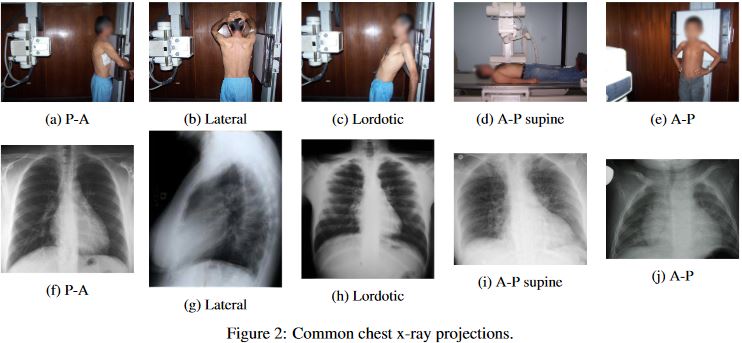 (a) P-A
(b) Lateral
(c) Lordotic
(d) A-P supine
(e) A-P
(f) P-A
(g) Lateral
(h) Lordotic
(i) A-P supine
(j) A-P
Figure 2: Common chest x-ray projections.